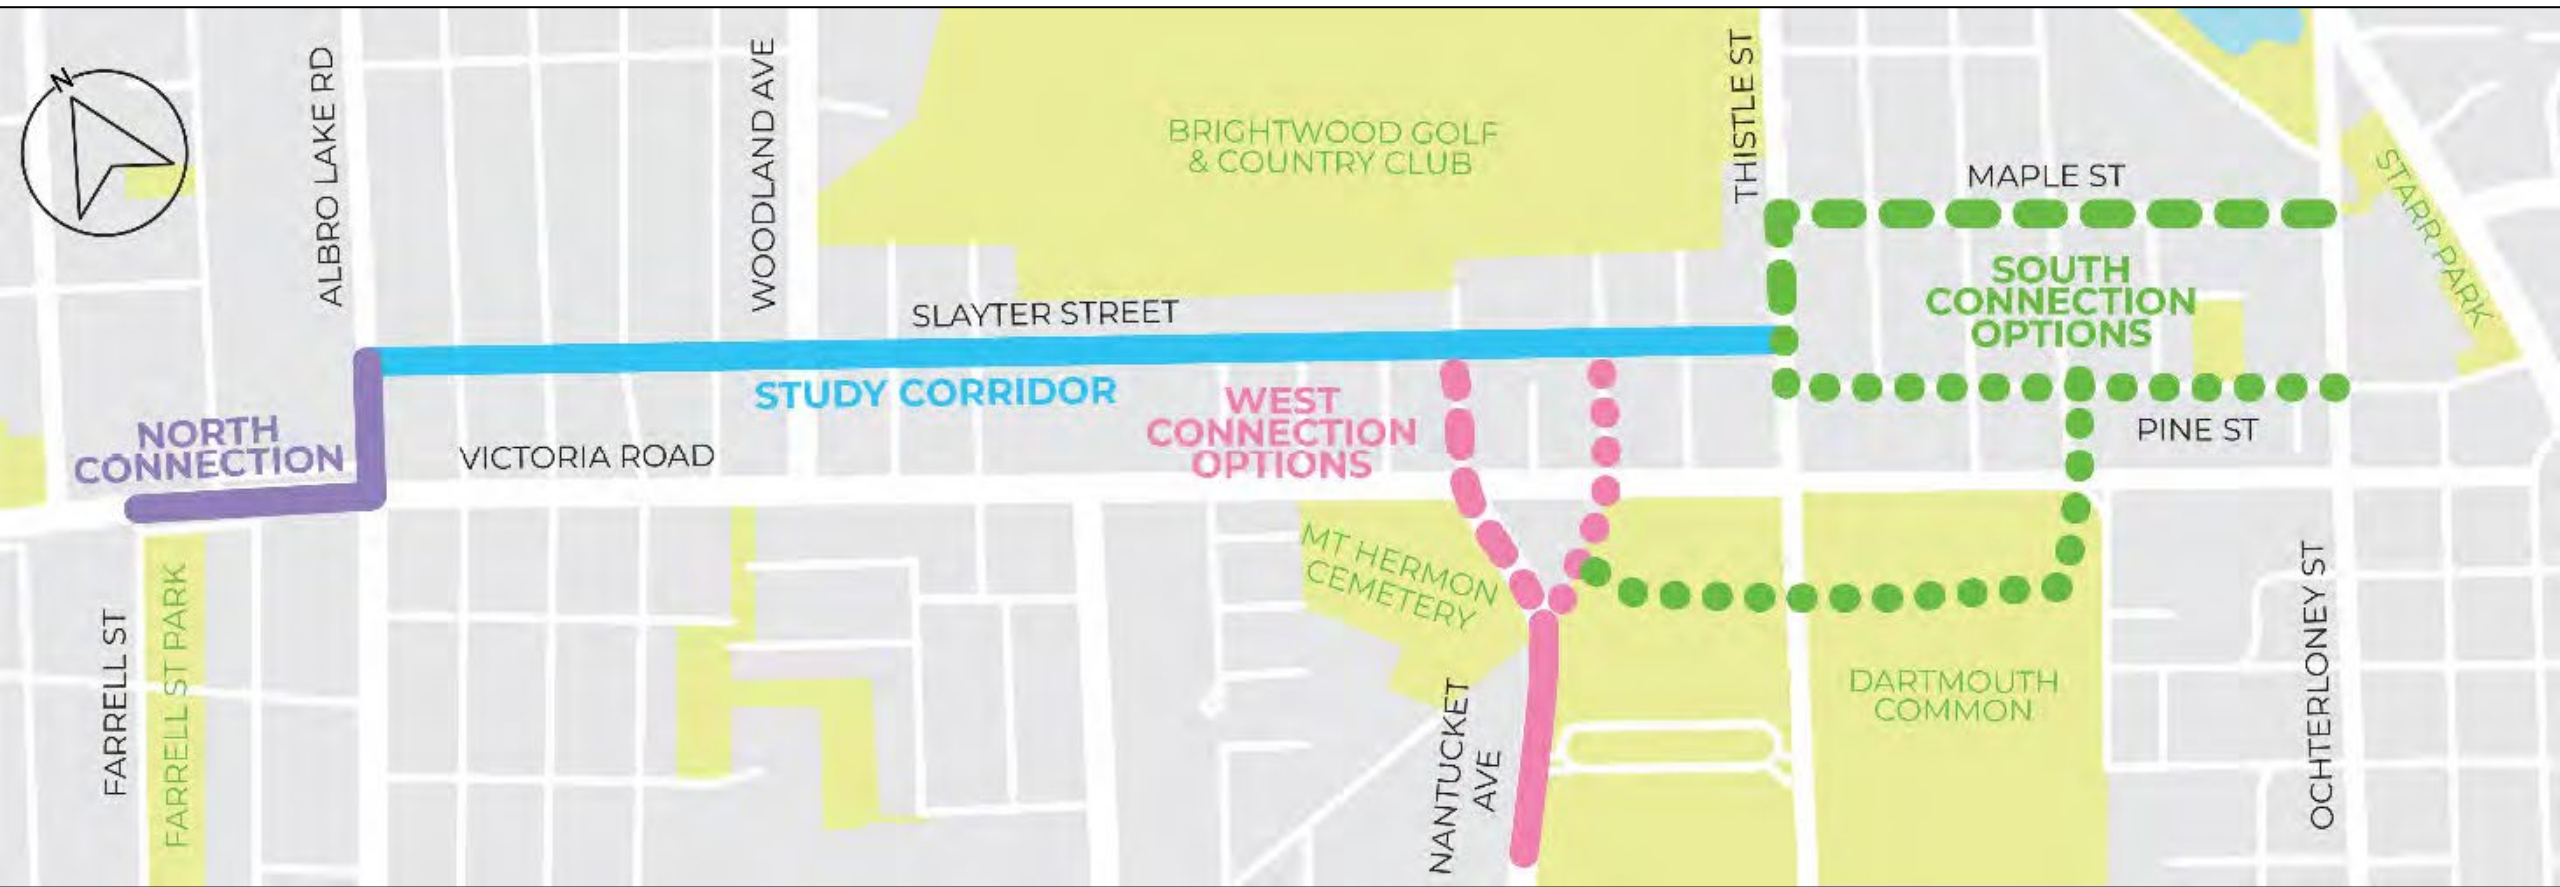 N
ALBRO LAKE RD
WOODLAND AVE
BRIGHTWOOD GOLF
& COUNTRY CLUB
THISTLE ST
MAPLE ST
STARR PARK
SOUTH
CONNECTION
OPTIONS
SLAYTER STREET
STUDY CORRIDOR
WEST
CONNECTION
OPTIONS
NORTH
CONNECTION
VICTORIA ROAD
PINE ST
MT HERMON
CEMETERY
FARRELL ST
FARRELL ST PARK
NANTUCKET
AVE
DARTMOUTH
COMMON
OCHTERLONEY ST